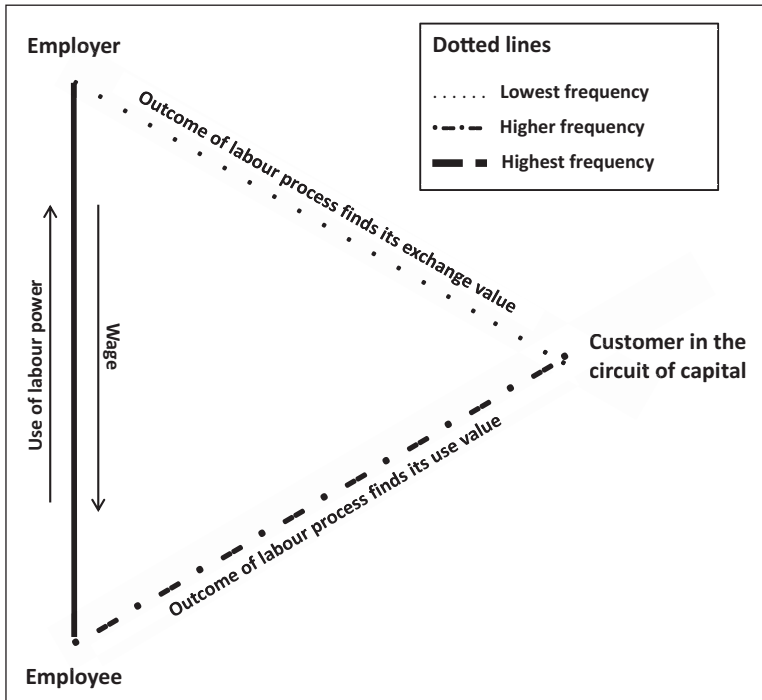 Employer
Dotted lines
Lowest frequency
Higher frequency
Highest frequency
Outcome of labour process finds its exchange value
Use of labour power
Wage
Customer in the
circuit of capital
Outcome of labour process finds its use value
Employee